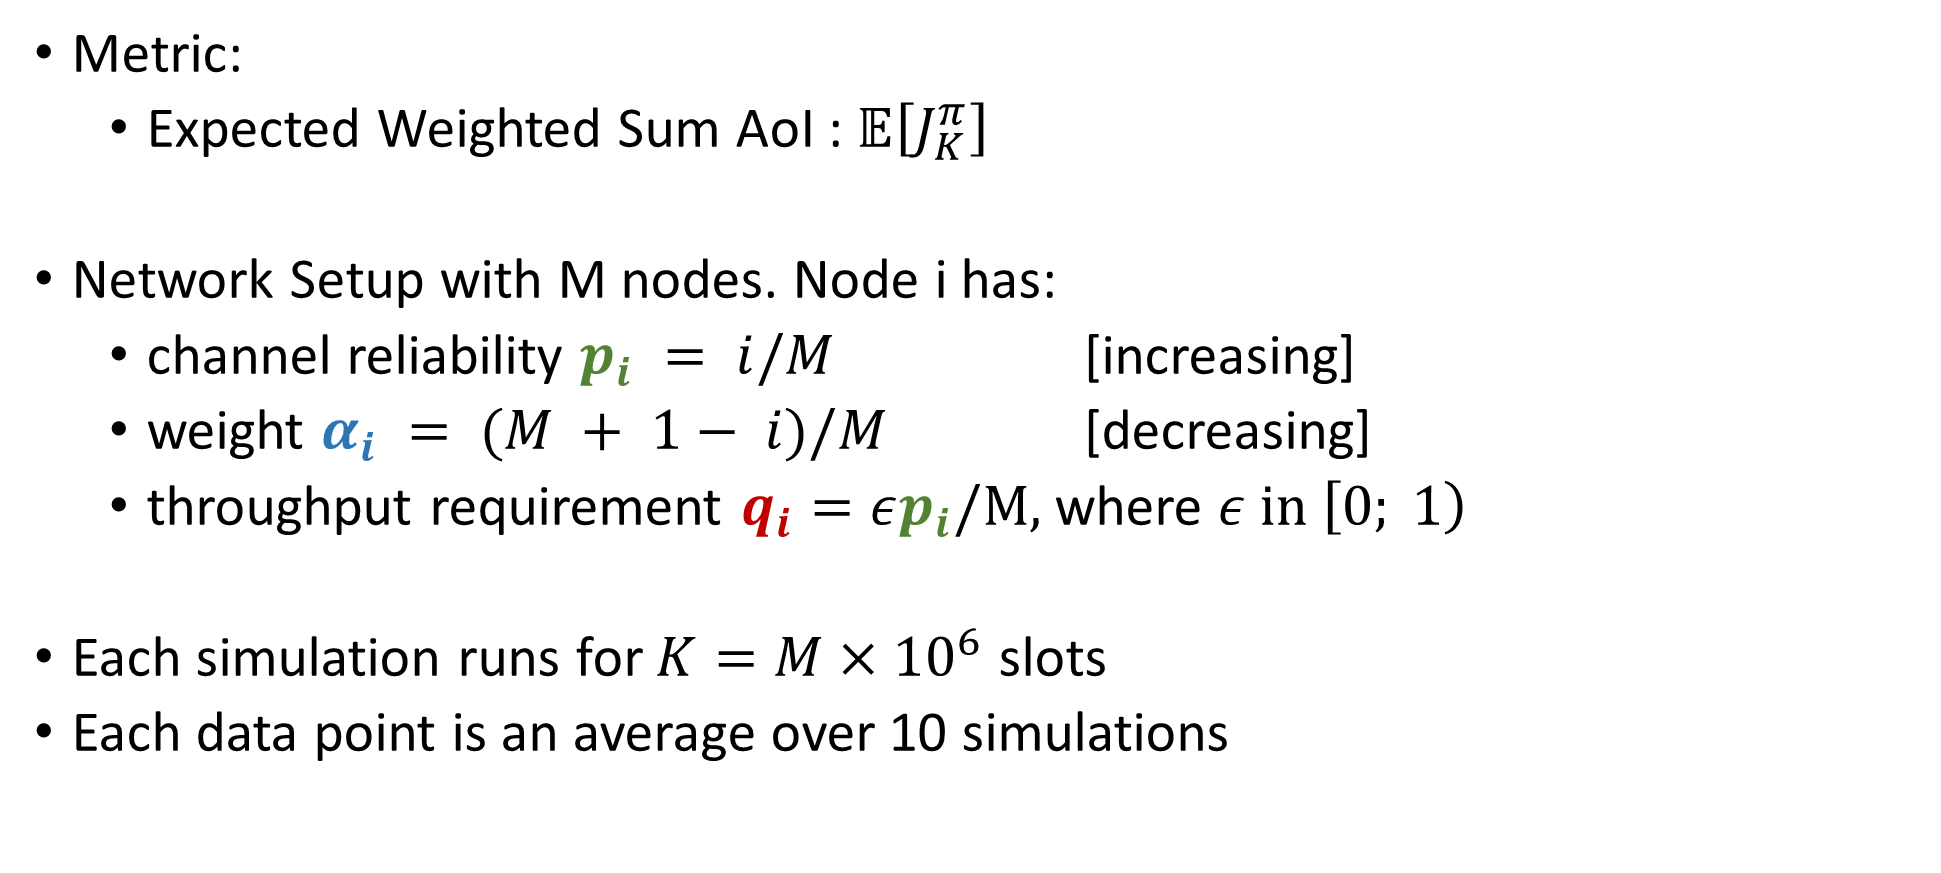 • Metric:
• Expected Weighted Sum AoI : 𝔼[J_K^π]
• Network Setup with M nodes. Node i has:
• channel reliability p_i = i/M [increasing]
• weight α_i = (M + 1 − i)/M [decreasing]
• throughput requirement q_i = ϵp_i/M, where ϵ in [0; 1)
• Each simulation runs for K = M × 10^6 slots
• Each data point is an average over 10 simulations